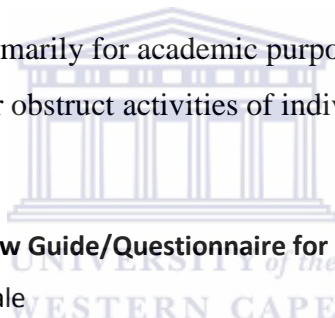 marily for academic purpo
r obstruct activities of indiv
w Guide/Questionnaire for
UNIVERSITY of the
ale
WESTERN CAPE